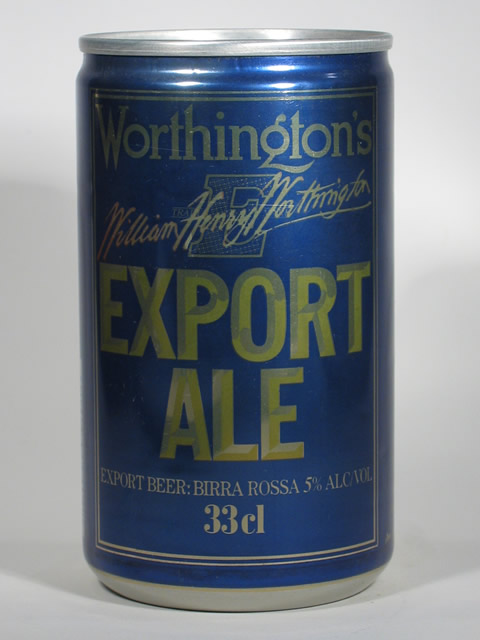 Worthington's
E
William Henry Worthington
EXPORT
ALE
EXPORT BEER: BIRRA ROSSA 5% ALC/VOL
33cl